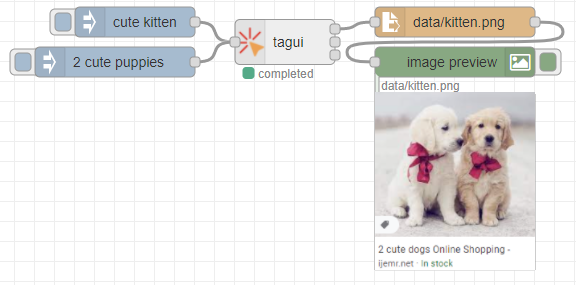 cute kitten
data/kitten.png
tagui
2 cute puppies
image preview
completed
data/kitten.png
2 cute dogs Online Shopping -
ijemr.net · In stock